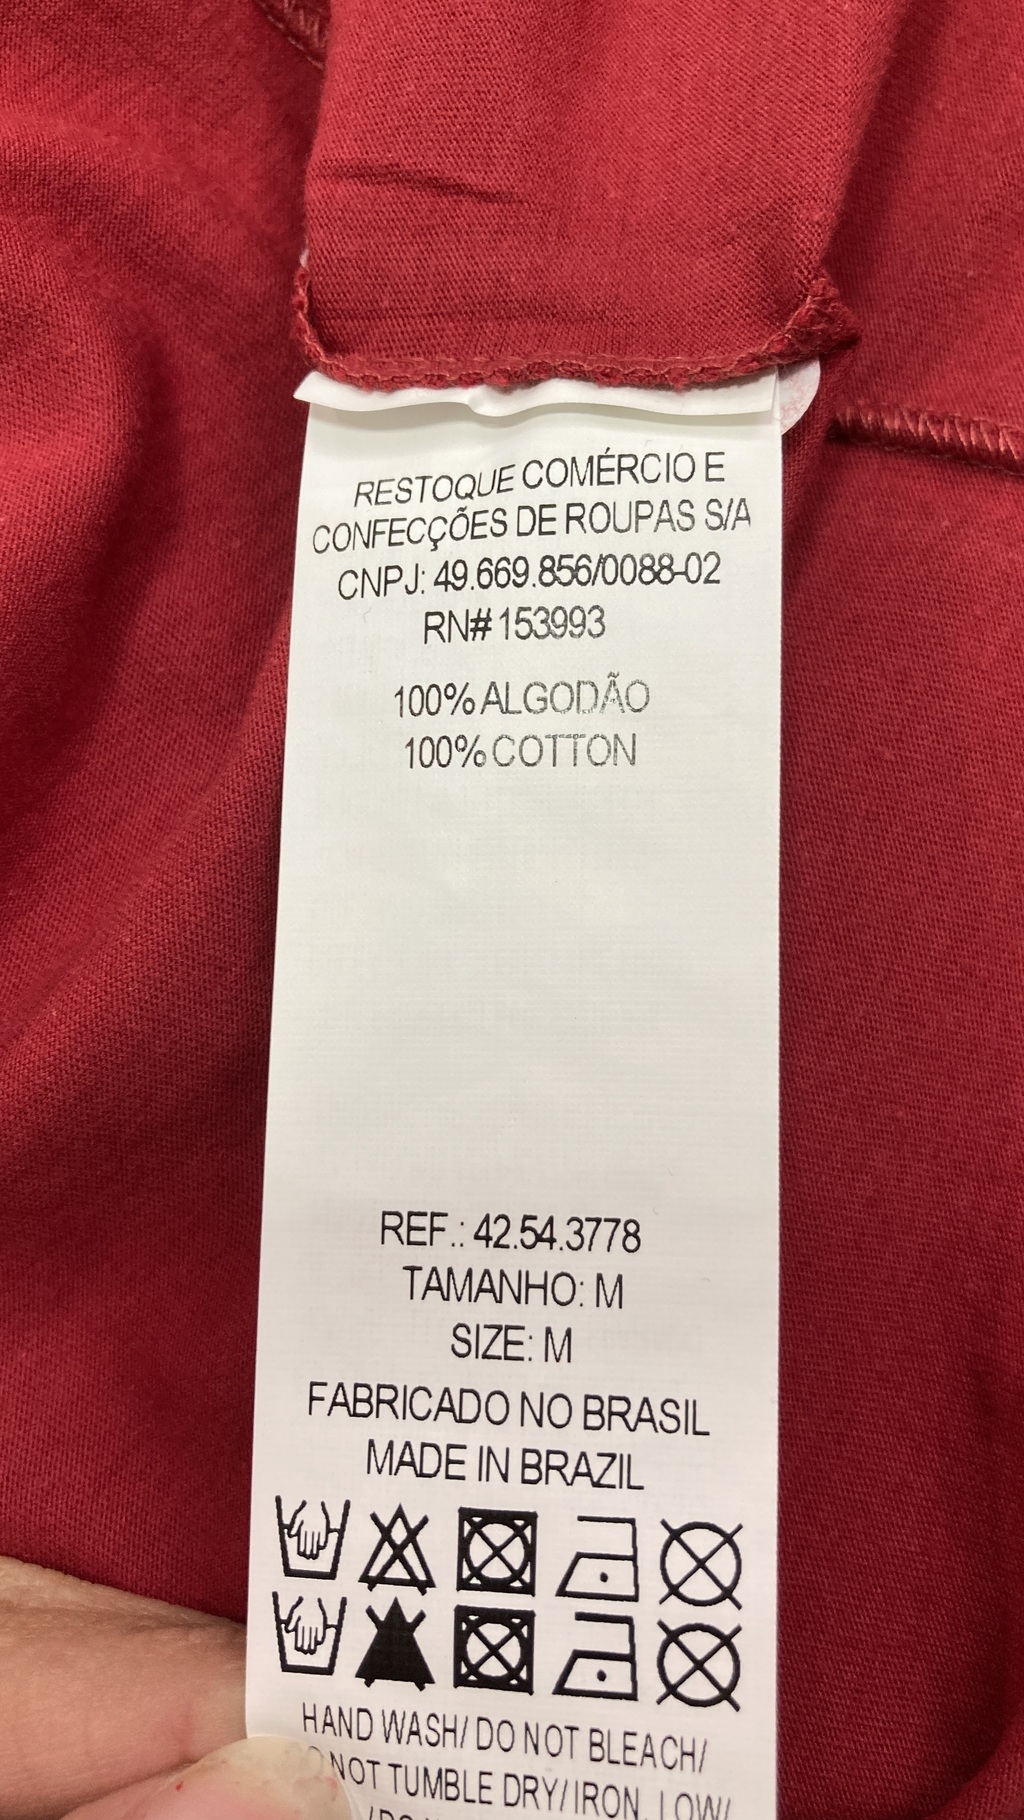 RESTOQUE COMÉRCIO E
CONFECÇÕES DE ROUPAS S/A
CNPJ: 49.669.856/0088-02
RN# 153993
100% ALGODÃO
100% COTTON
REF.: 42.54.3778
TAMANHO: M
SIZE: M
FABRICADO NO BRASIL
MADE IN BRAZIL
HAND WASH/ DO NOT BLEACH/
NOT TUMBLE DRY/ IRON, LOW/